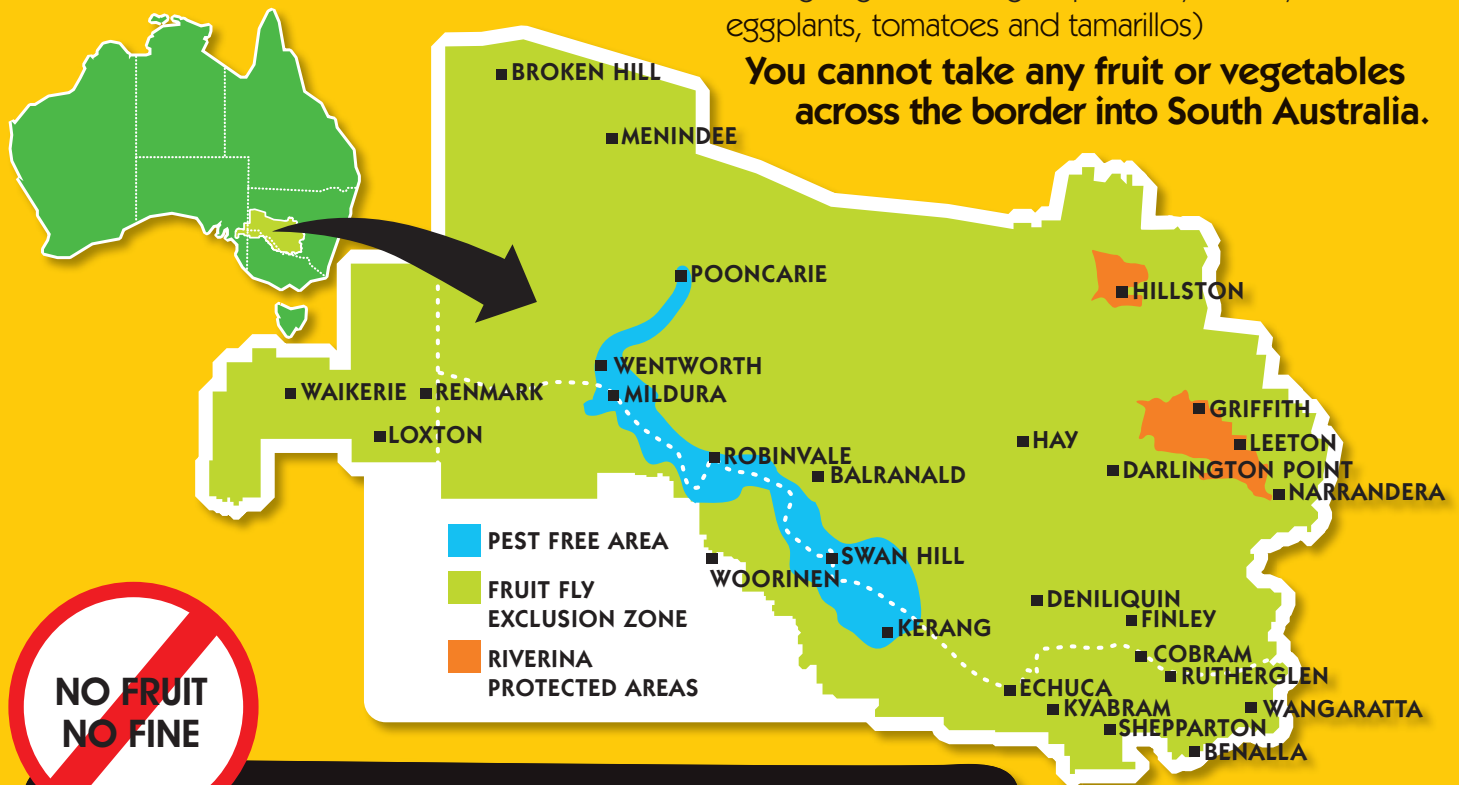 eggplants, tomatoes and tamarillos)
You cannot take any fruit or vegetables
across the border into South Australia.
BROKEN HILL
MENINDEE
POONCARIE
HILLSTON
WENTWORTH
WAIKERIE
RENMARK
MILDURA
GRIFFITH
LOXTON
HAY
LEETON
ROBINVALE
BALRANALD
DARLINGTON POINT
NARRANDERA
PEST FREE AREA
FRUIT FLY
EXCLUSION ZONE
RIVERINA
PROTECTED AREAS
SWAN HILL
WOORINEN
DENILIQUIN
FINLEY
KERANG
COBRAM
RUTHERGLEN
ECHUCA
KYABRAM
WANGARATTA
SHEPPARTON
BENALLA
NO FRUIT
NO FINE